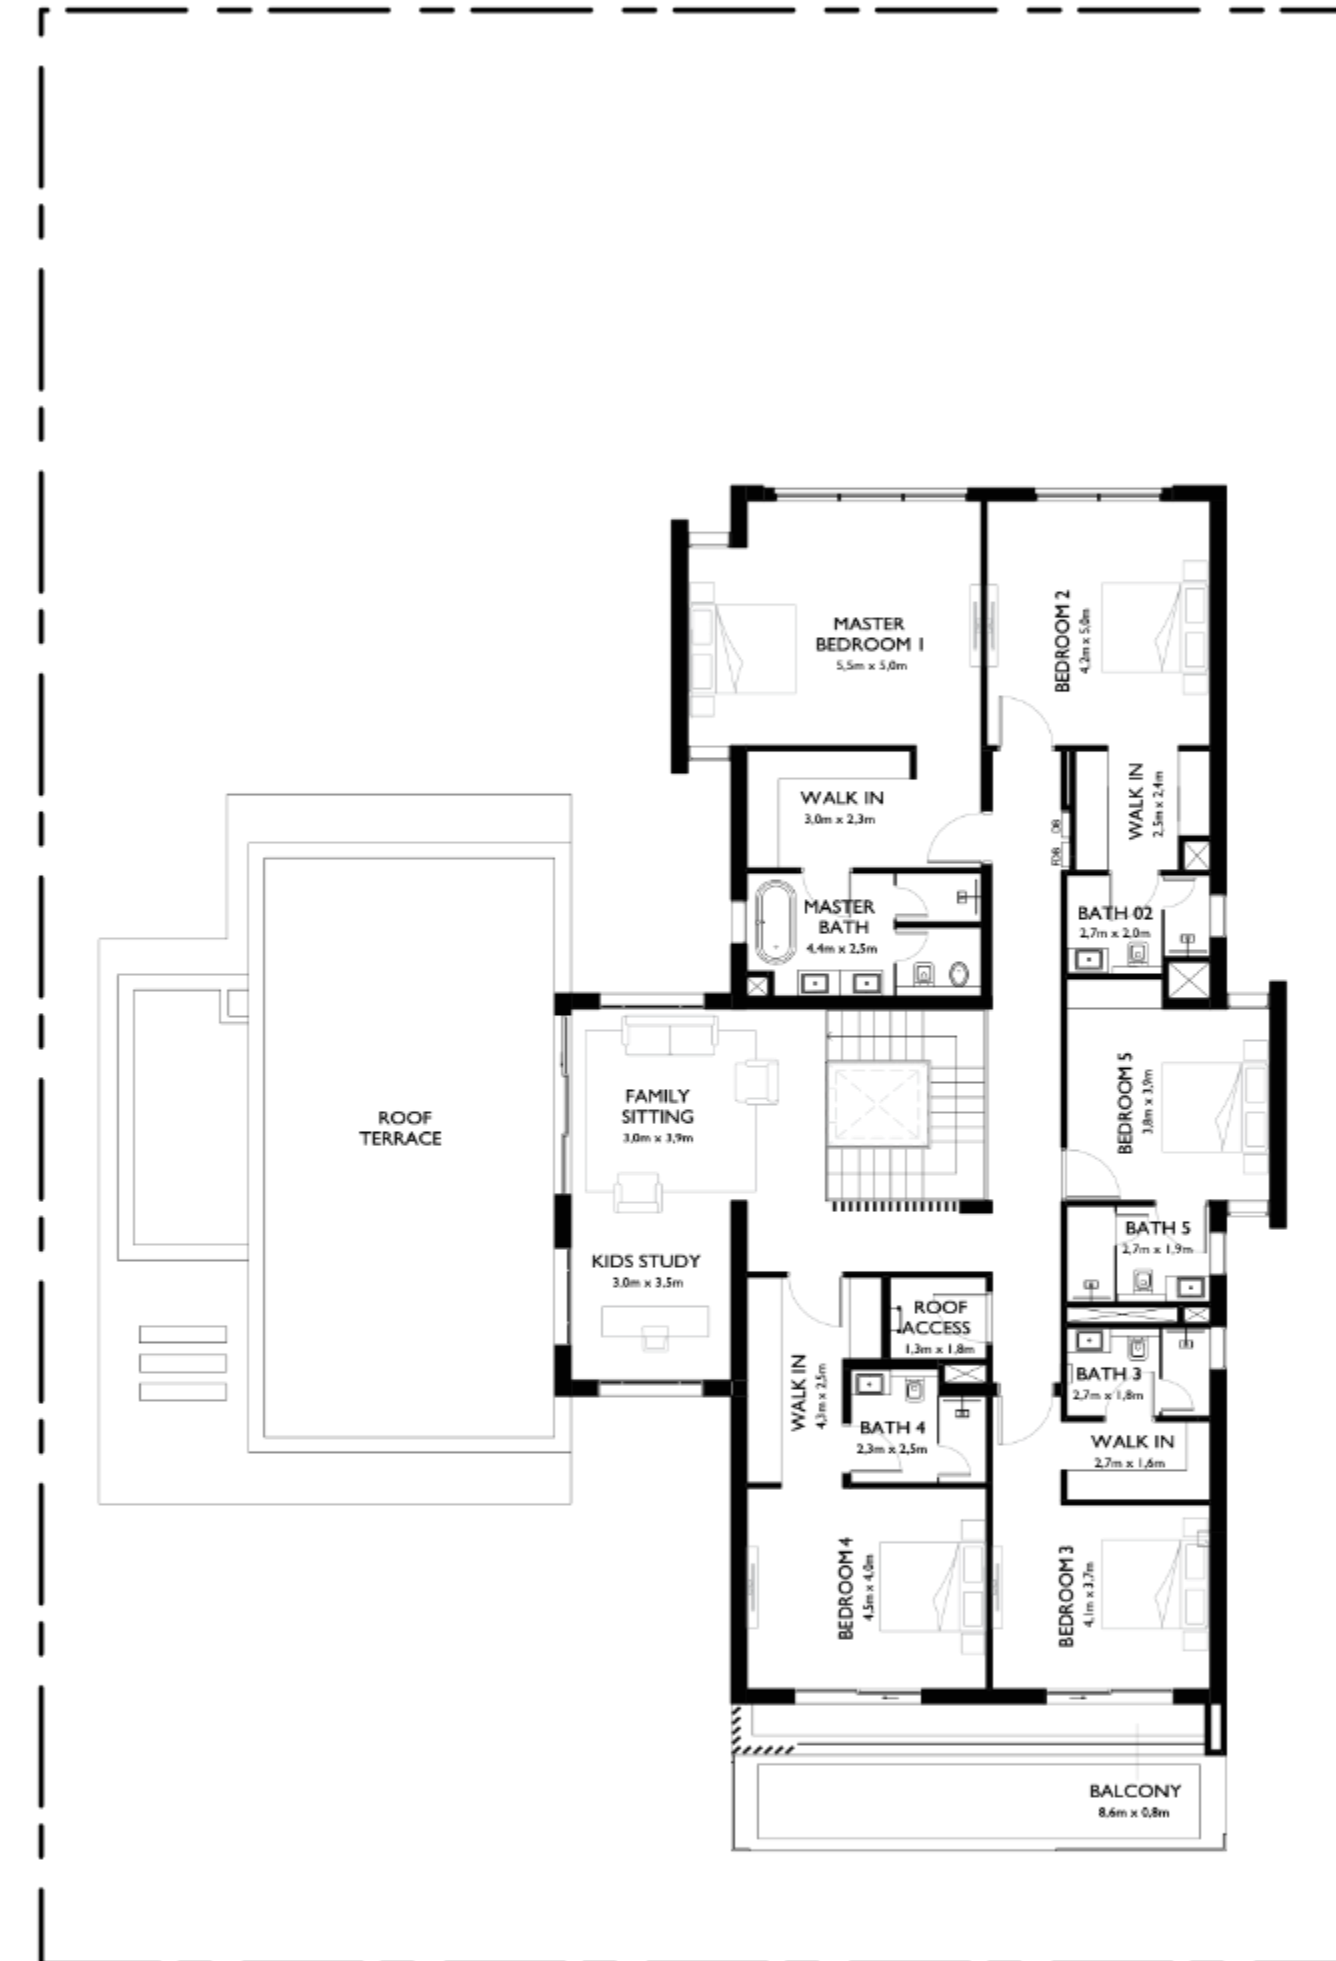 MASTER
BEDROOM 1
5,5m x 5,0m
BEDROOM 2
4,2m x 5,0m
WALK IN
3,0m x 2,3m
WALK IN
2,5m x 2,4m
DB
FDB
MASTER
BATH
4,4m x 2,5m
BATH 02
2,7m x 2,0m
ROOF
TERRACE
FAMILY
SITTING
3,0m x 3,9m
BEDROOM 5
3,8m x 3,9m
KIDS STUDY
3,0m x 3,5m
BATH 5
2,7m x 1,9m
ROOF
ACCESS
1,3m x 1,8m
WALK IN
4,3m x 2,5m
BATH 4
2,3m x 2,5m
BATH 3
2,7m x 1,8m
WALK IN
2,7m x 1,6m
BEDROOM 4
4,5m x 4,0m
BEDROOM 3
4,1m x 3,7m
BALCONY
8,6m x 0,8m